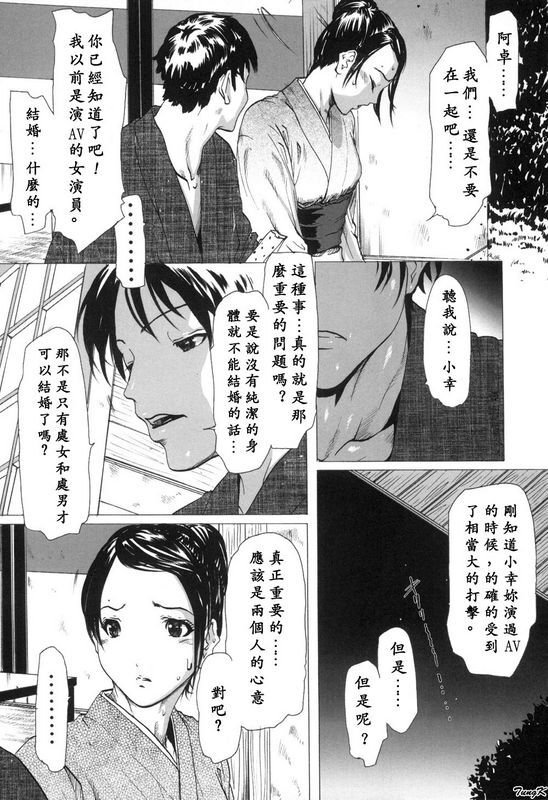 阿卓……
我們…還是不要
在一起吧……
你已經知道了吧！
我以前是演AV的女演員。
結婚…什麼的…
……
聽我說…小幸
這種事…真的就是那
麼重要的問題嗎？
要是說沒有純潔的身
體就不能結婚的話…
那不是只有處女和處男才
可以結婚了嗎？
剛知道小幸妳演過AV
的時候，的確的受到
了相當大的打擊。
但是……
但是呢？
真正重要的……
應該是兩個人的心意
對吧？
………
TungK